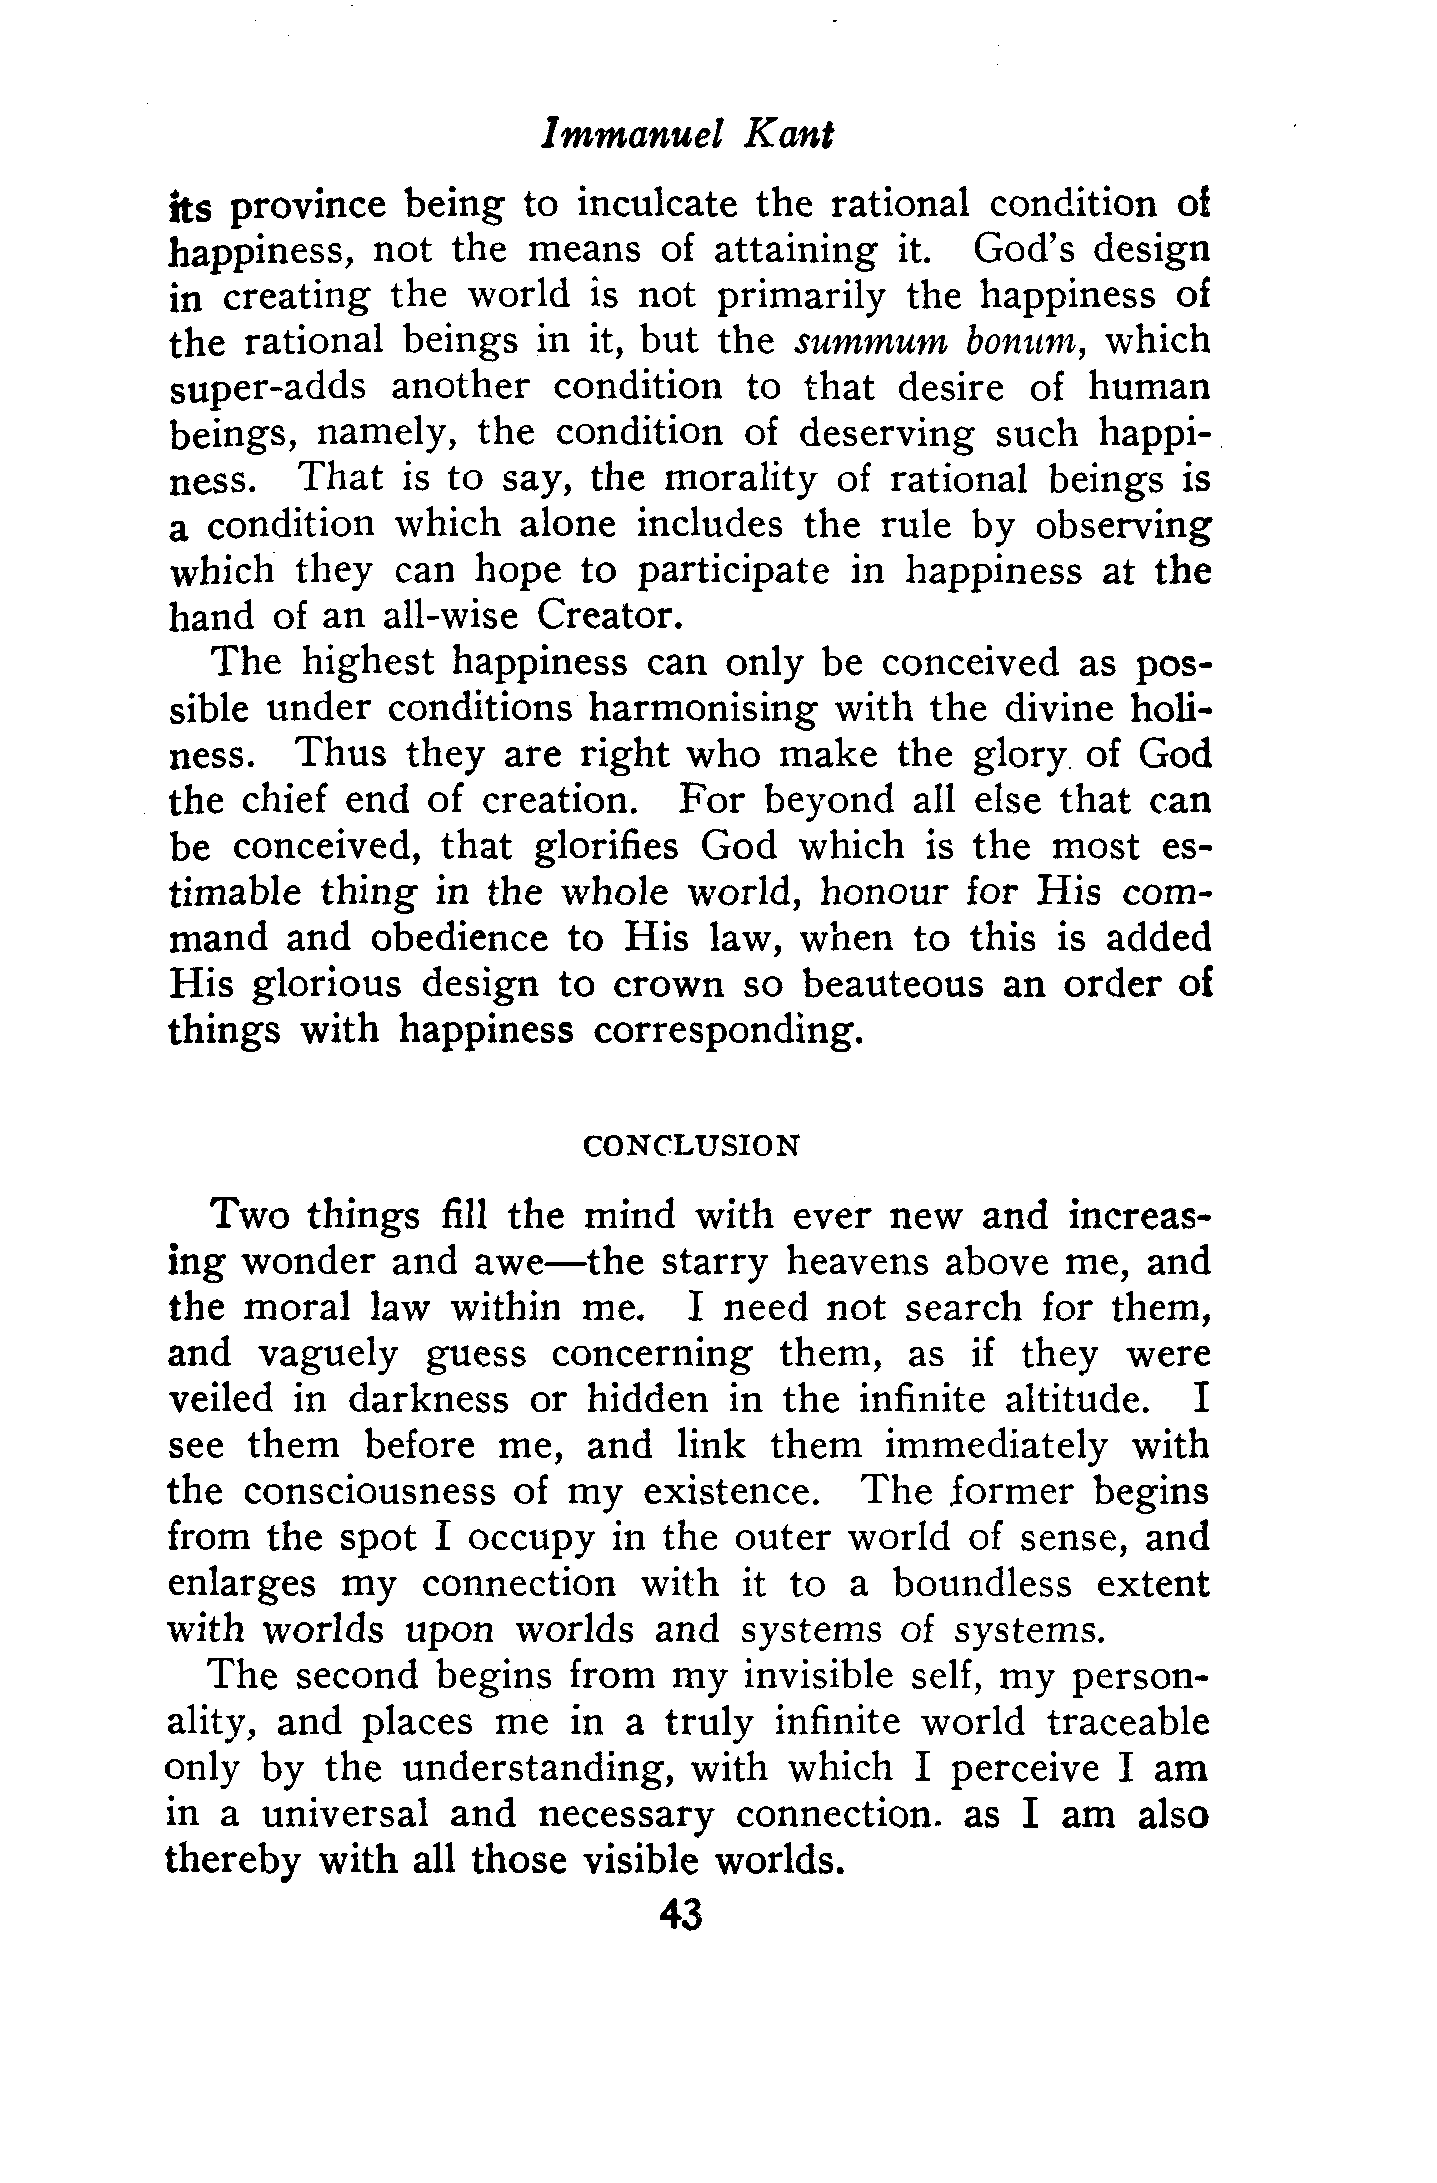 Immanuel Kant
its province being to inculcate the rational condition of
happiness, not the means of attaining it. God's design
in creating the world is not primarily the happiness of
the rational beings in it, but the summum bonum, which
super-adds another condition to that desire of human
beings, namely, the condition of deserving such happi-
ness. That is to say, the morality of rational beings is
a condition which alone includes the rule by observing
which they can hope to participate in happiness at the
hand of an all-wise Creator.
The highest happiness can only be conceived as pos-
sible under conditions harmonising with the divine holi-
ness. Thus they are right who make the glory of God
the chief end of creation. For beyond all else that can
be conceived, that glorifies God which is the most es-
timable thing in the whole world, honour for His com-
mand and obedience to His law, when to this is added
His glorious design to crown so beauteous an order of
things with happiness corresponding.
CONCLUSION
Two things fill the mind with ever new and increas-
ing wonder and awe—the starry heavens above me, and
the moral law within me. I need not search for them,
and vaguely guess concerning them, as if they were
veiled in darkness or hidden in the infinite altitude. I
see them before me, and link them immediately with
the consciousness of my existence. The former begins
from the spot I occupy in the outer world of sense, and
enlarges my connection with it to a boundless extent
with worlds upon worlds and systems of systems.
The second begins from my invisible self, my person-
ality, and places me in a truly infinite world traceable
only by the understanding, with which I perceive I am
in a universal and necessary connection. as I am also
thereby with all those visible worlds.
43